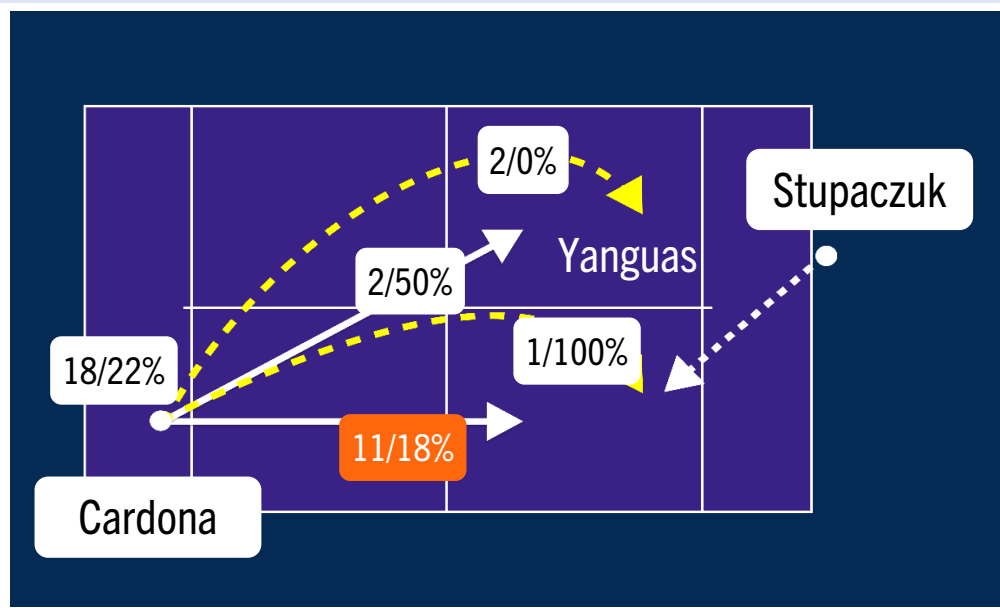 2/0%
Stupaczuk
Yanguas
2/50%
1/100%
18/22%
11/18%
Cardona